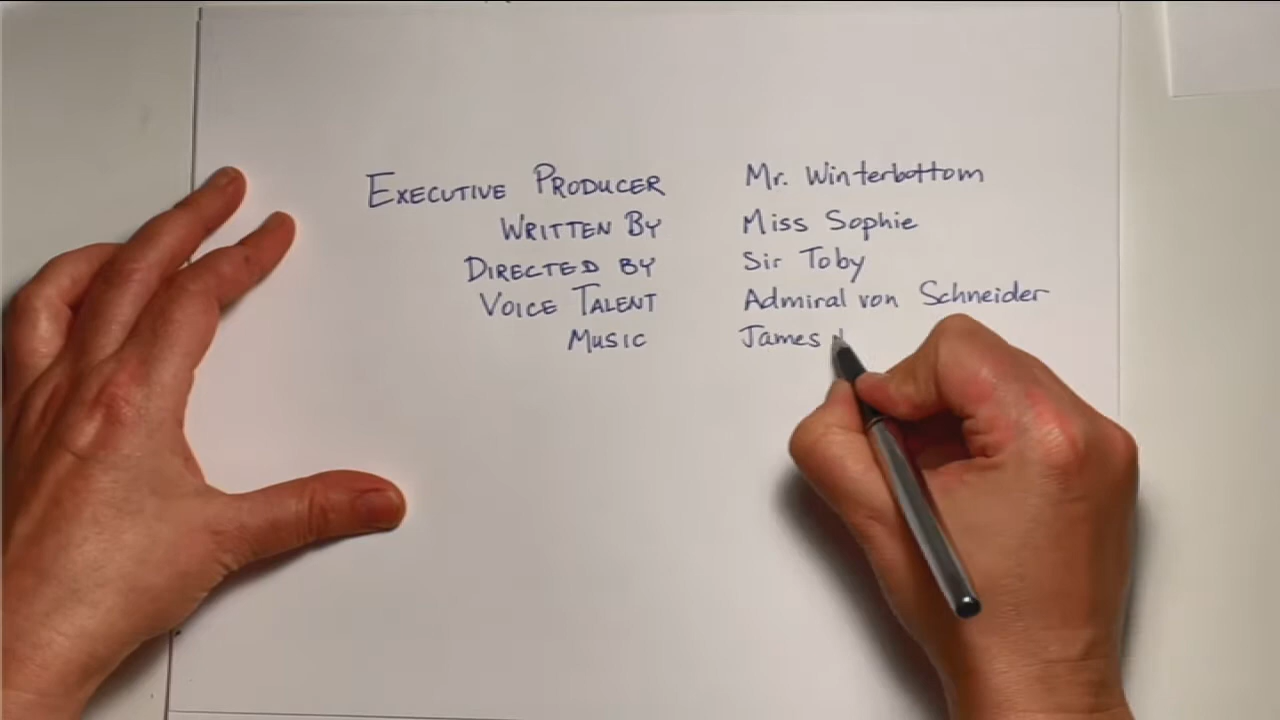 EXECUTIVE PRODUCER Mr. Winterbottom
WRITTEN BY Miss Sophie
DIRECTED BY Sir Toby
VOICE TALENT Admiral von Schneider
MUSIC James